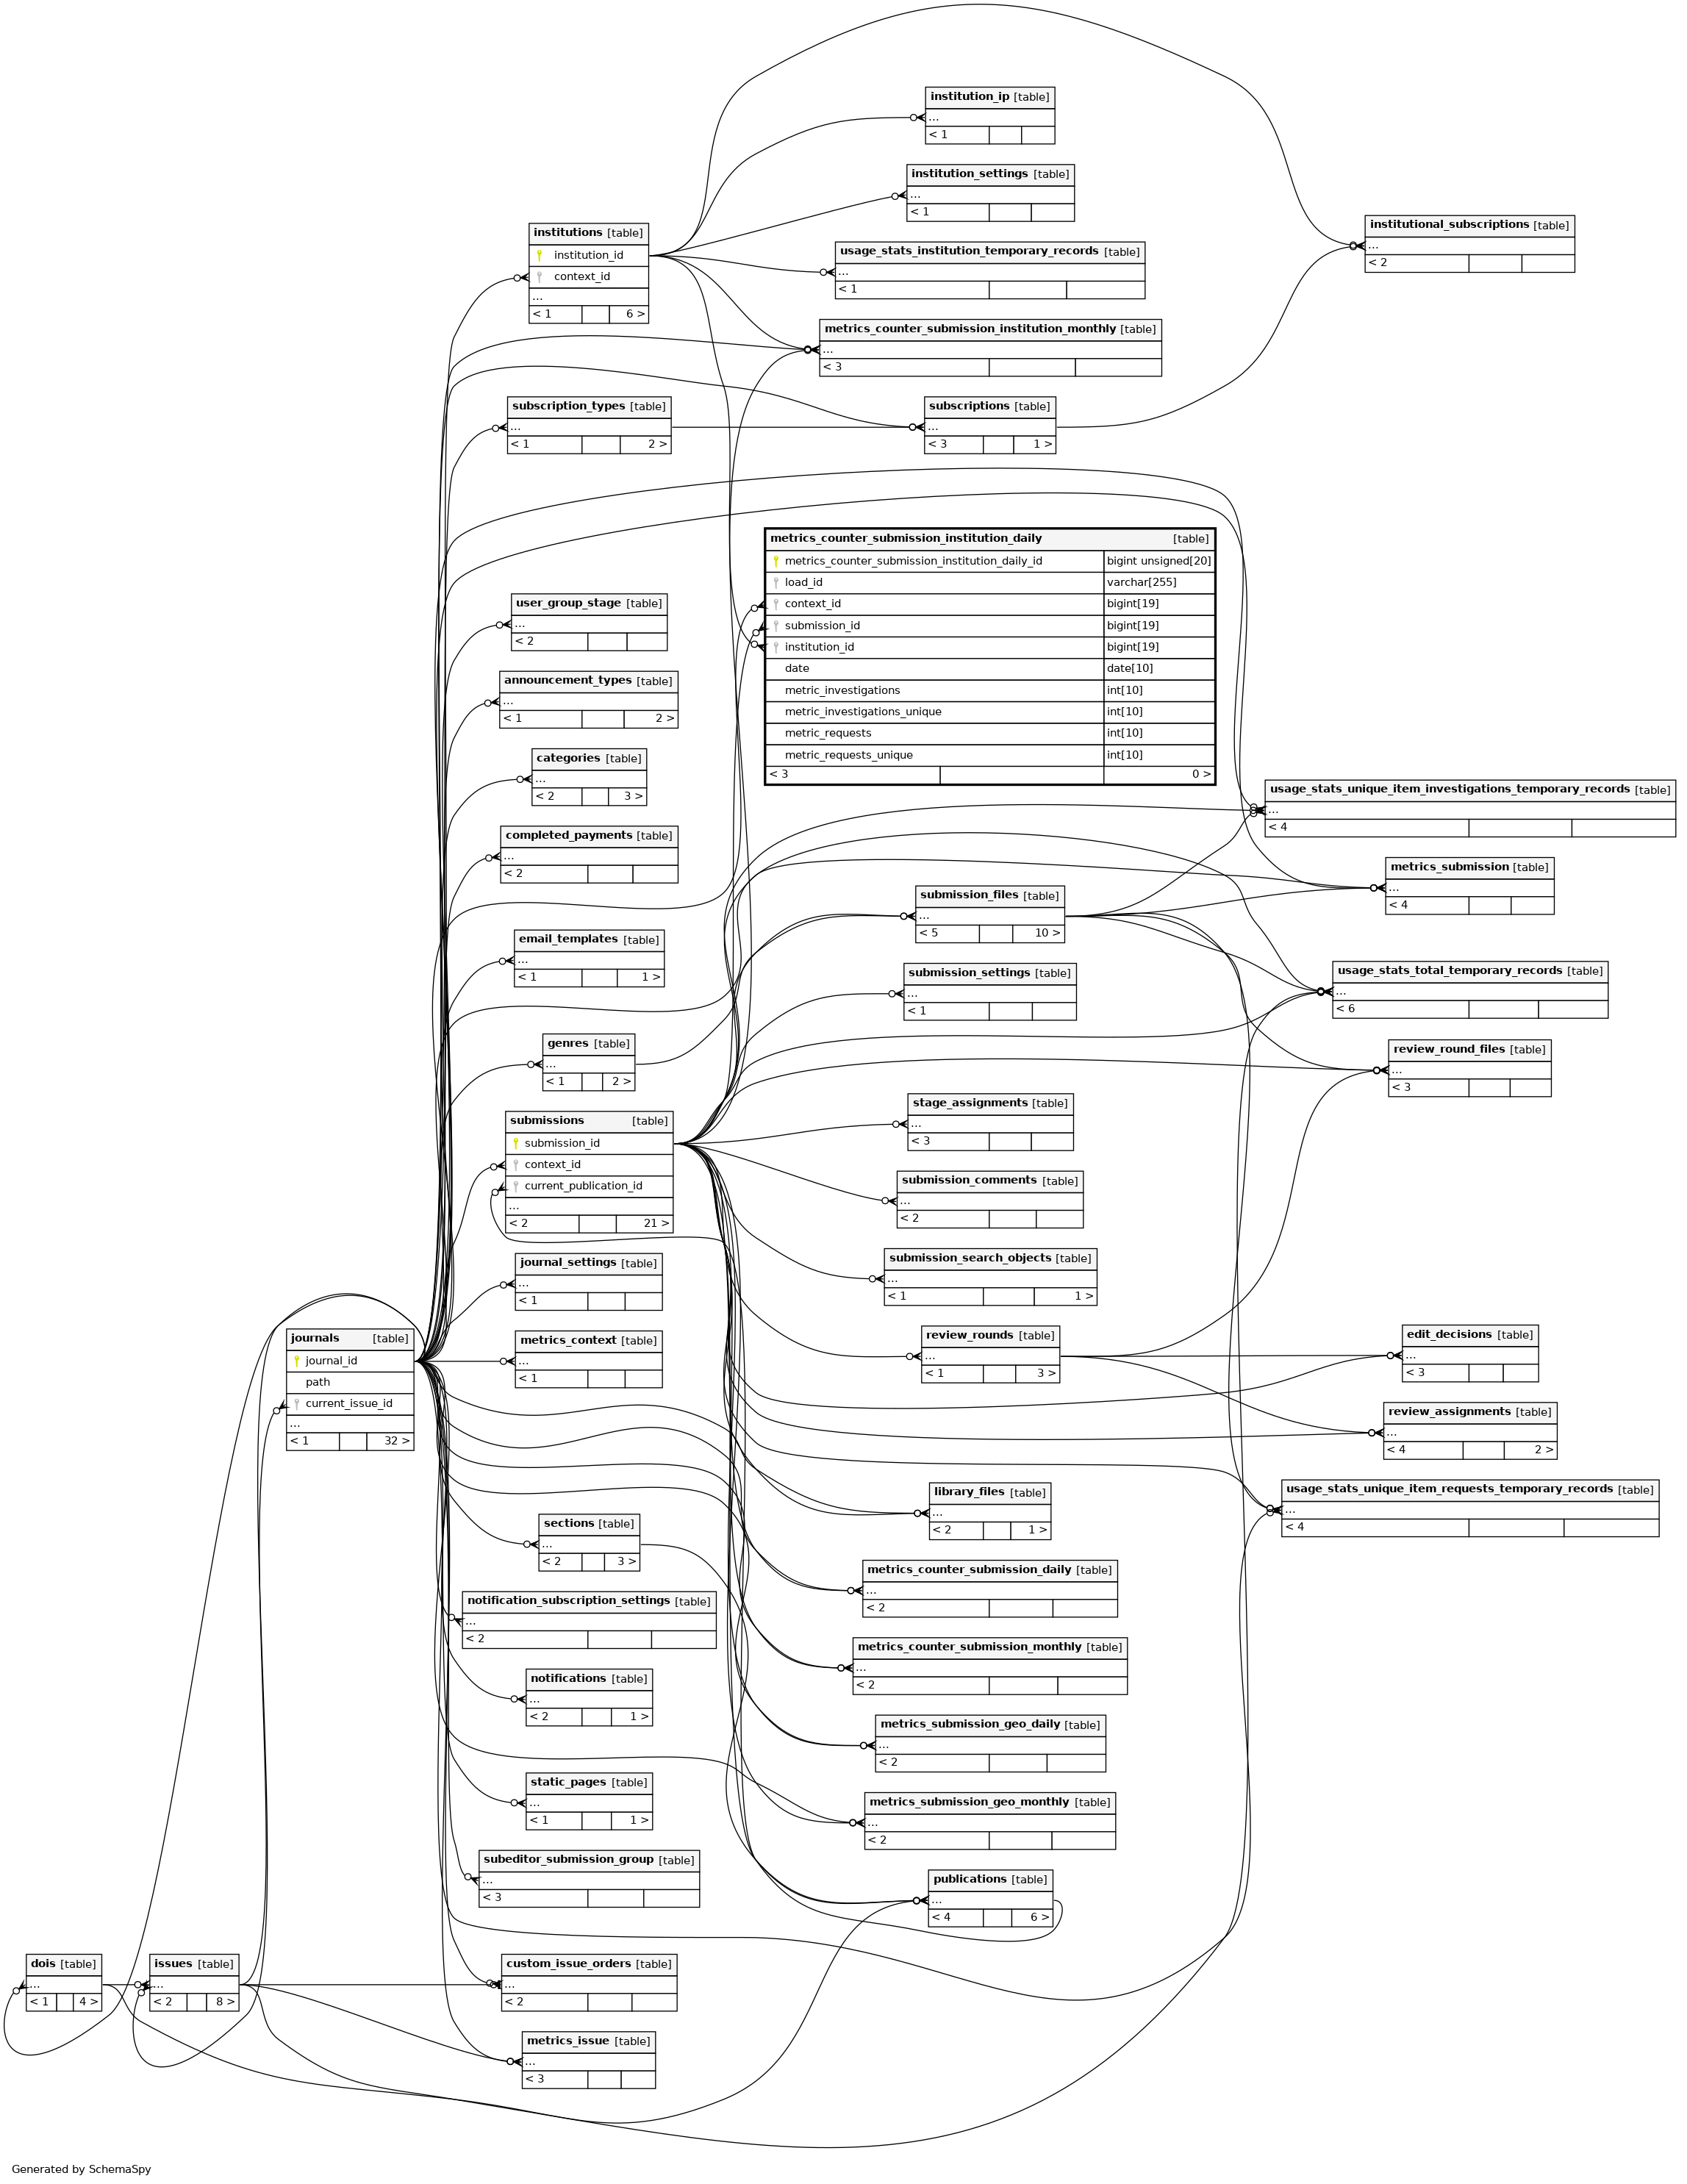 institution_ip [table]
...
< 1
institution_settings [table]
...
< 1
institutions [table]
institution_id
context_id
...
< 1 6 >
institutional_subscriptions [table]
...
< 2
usage_stats_institution_temporary_records [table]
...
< 1
metrics_counter_submission_institution_monthly [table]
...
< 3
subscription_types [table]
...
< 1 2 >
subscriptions [table]
...
< 3 1 >
metrics_counter_submission_institution_daily [table]
metrics_counter_submission_institution_daily_id bigint unsigned[20]
load_id varchar[255]
context_id bigint[19]
submission_id bigint[19]
institution_id bigint[19]
date date[10]
metric_investigations int[10]
metric_investigations_unique int[10]
metric_requests int[10]
metric_requests_unique int[10]
< 3 0 >
user_group_stage [table]
...
< 2
announcement_types [table]
...
< 1 2 >
categories [table]
...
< 2 3 >
completed_payments [table]
...
< 2
usage_stats_unique_item_investigations_temporary_records [table]
...
< 4
metrics_submission [table]
...
< 4
submission_files [table]
...
< 5 10 >
email_templates [table]
...
< 1 1 >
submission_settings [table]
...
< 1
usage_stats_total_temporary_records [table]
...
< 6
genres [table]
...
< 1 2 >
review_round_files [table]
...
< 3
stage_assignments [table]
...
< 3
submissions [table]
submission_id
context_id
current_publication_id
...
< 2 21 >
submission_comments [table]
...
< 2
submission_search_objects [table]
...
< 1 1 >
journal_settings [table]
...
< 1
journals [table]
journal_id
path
current_issue_id
...
< 1 32 >
metrics_context [table]
...
< 1
review_rounds [table]
...
< 1 3 >
edit_decisions [table]
...
< 3
review_assignments [table]
...
< 4 2 >
library_files [table]
...
< 2 1 >
usage_stats_unique_item_requests_temporary_records [table]
...
< 4
sections [table]
...
< 2 3 >
metrics_counter_submission_daily [table]
...
< 2
notification_subscription_settings [table]
...
< 2
metrics_counter_submission_monthly [table]
...
< 2
notifications [table]
...
< 2 1 >
metrics_submission_geo_daily [table]
...
< 2
static_pages [table]
...
< 1 1 >
metrics_submission_geo_monthly [table]
...
< 2
subeditor_submission_group [table]
...
< 3
publications [table]
...
< 4 6 >
dois [table]
...
< 1 4 >
issues [table]
...
< 2 8 >
custom_issue_orders [table]
...
< 2
metrics_issue [table]
...
< 3
Generated by SchemaSpy